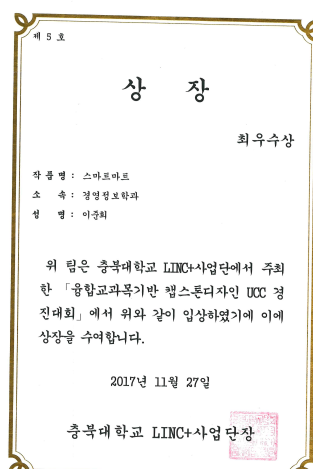 제 5 호
상 장
최우수상
작 품 명 : 스마트마트
소 속 : 경영정보학과
성 명 : 이준희
위 팀은 충북대학교 LINC+사업단에서 주최
한 「융합교과목기반 캡스톤디자인 UCC 경
진대회」에서 위와 같이 입상하였기에 이에
상장을 수여합니다.
2017년 11월 27일
충북대학교 LINC+사업단장